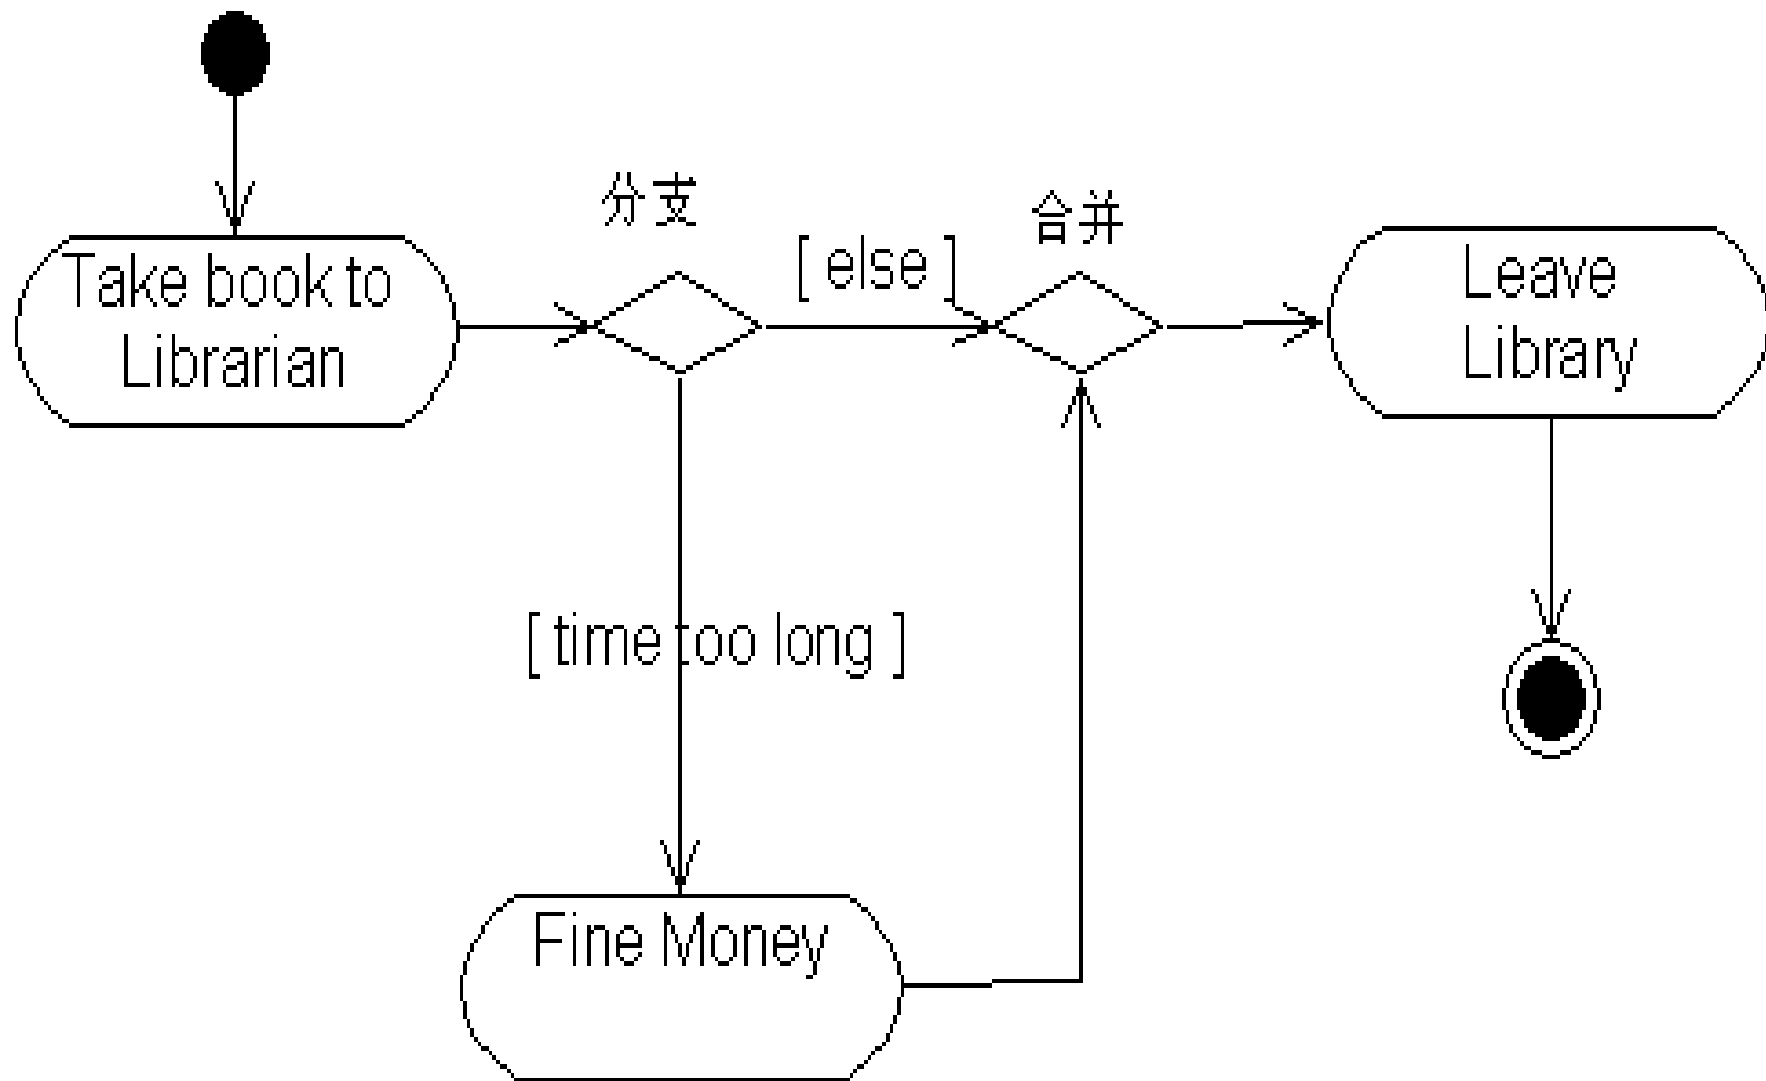 分支
合并
[ else ]
Take book to
Librarian
Leave
Library
[ time too long ]
Fine Money